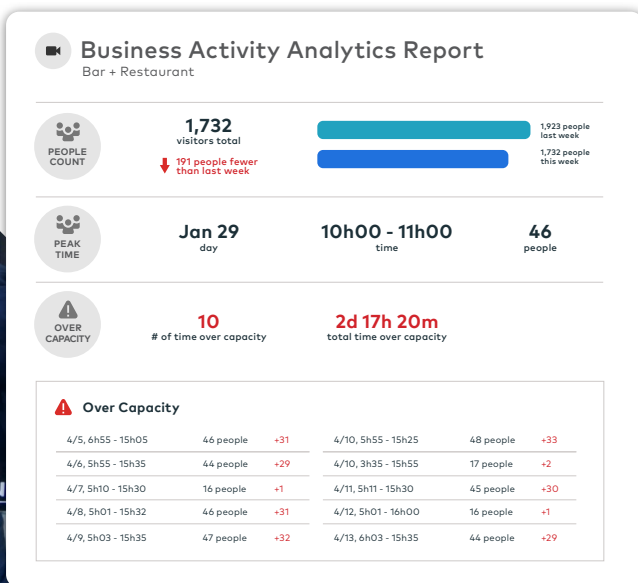 Business Activity Analytics Report
Bar + Restaurant
PEOPLE
COUNT
1,732
visitors total
191 people fewer
than last week
1,923 people
last week
1,732 people
this week
PEAK
TIME
Jan 29
day
10h00 - 11h00
time
46
people
OVER
CAPACITY
10
# of time over capacity
2d 17h 20m
total time over capacity
Over Capacity
4/5, 6h55 - 15h05 46 people +31
4/6, 5h55 - 15h35 44 people +29
4/7, 5h10 - 15h30 16 people +1
4/8, 5h01 - 15h32 46 people +31
4/9, 5h03 - 15h35 47 people +32
4/10, 5h55 - 15h25 48 people +33
4/10, 3h35 - 15h55 17 people +2
4/11, 5h11 - 15h30 45 people +30
4/12, 5h01 - 16h00 16 people +1
4/13, 6h03 - 15h35 44 people +29